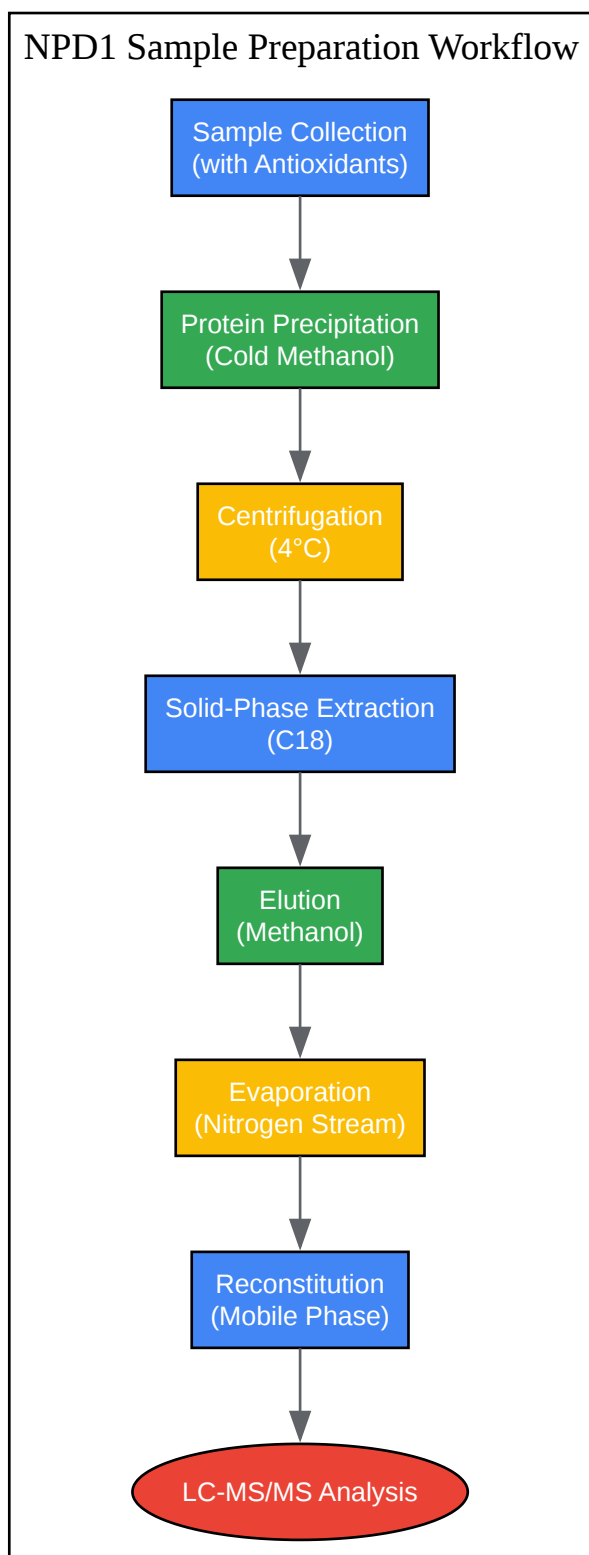 NPD1 Sample Preparation Workflow
Sample Collection
(with Antioxidants)
Protein Precipitation
(Cold Methanol)
Centrifugation
(4°C)
Solid-Phase Extraction
(C18)
Elution
(Methanol)
Evaporation
(Nitrogen Stream)
Reconstitution
(Mobile Phase)
LC-MS/MS Analysis